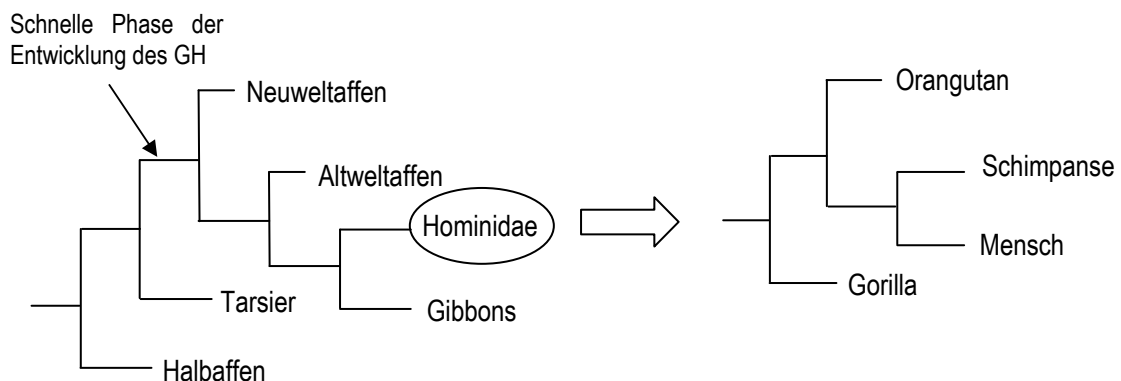 Schnelle Phase der
Entwicklung des GH
Neuweltaffen
Altweltaffen
Hominidae
Gibbons
Tarsier
Halbaffen
Orangutan
Schimpanse
Mensch
Gorilla